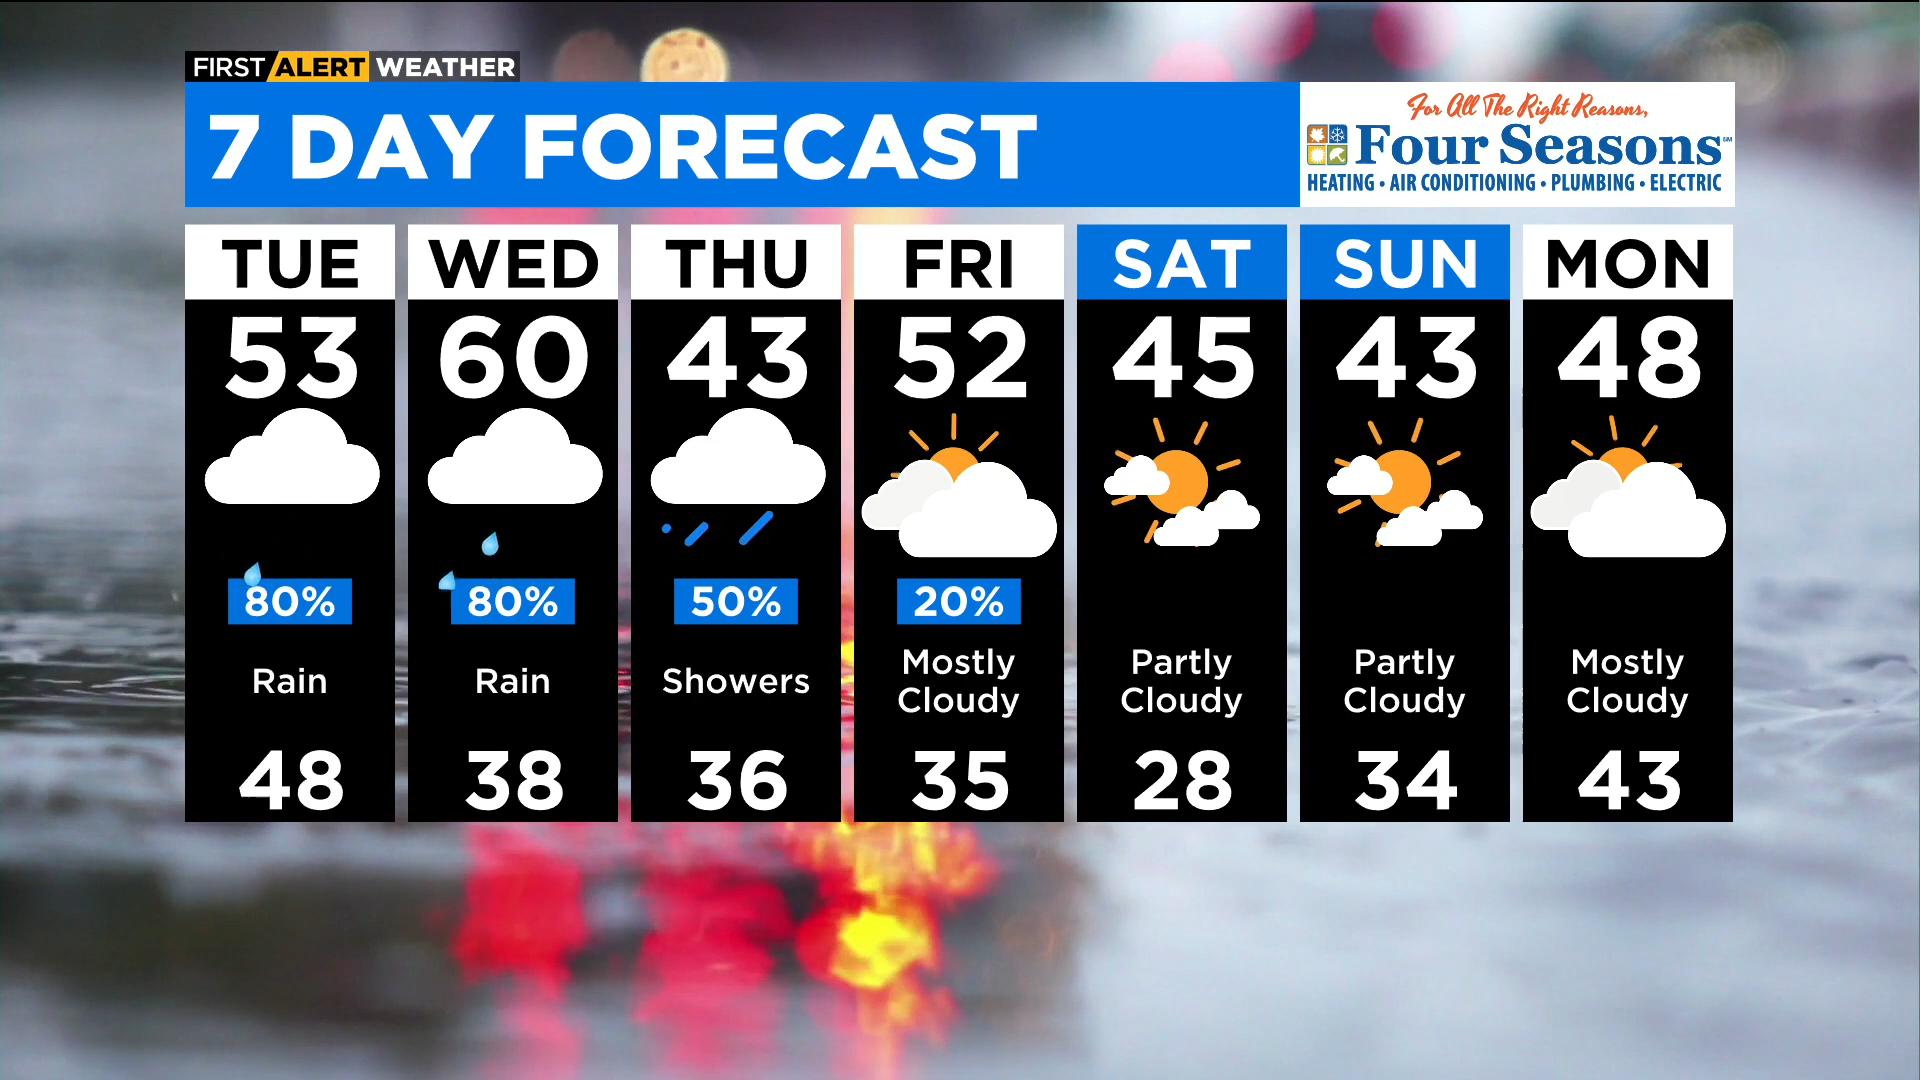 FIRST ALERT WEATHER
7 DAY FORECAST
For All The Right Reasons,
Four Seasons℠
HEATING • AIR CONDITIONING • PLUMBING • ELECTRIC
TUE WED THU FRI SAT SUN MON
53 60 43 52 45 43 48
80% 80% 50% 20%
Rain Rain Showers Mostly Cloudy Partly Cloudy Partly Cloudy Mostly Cloudy
48 38 36 35 28 34 43